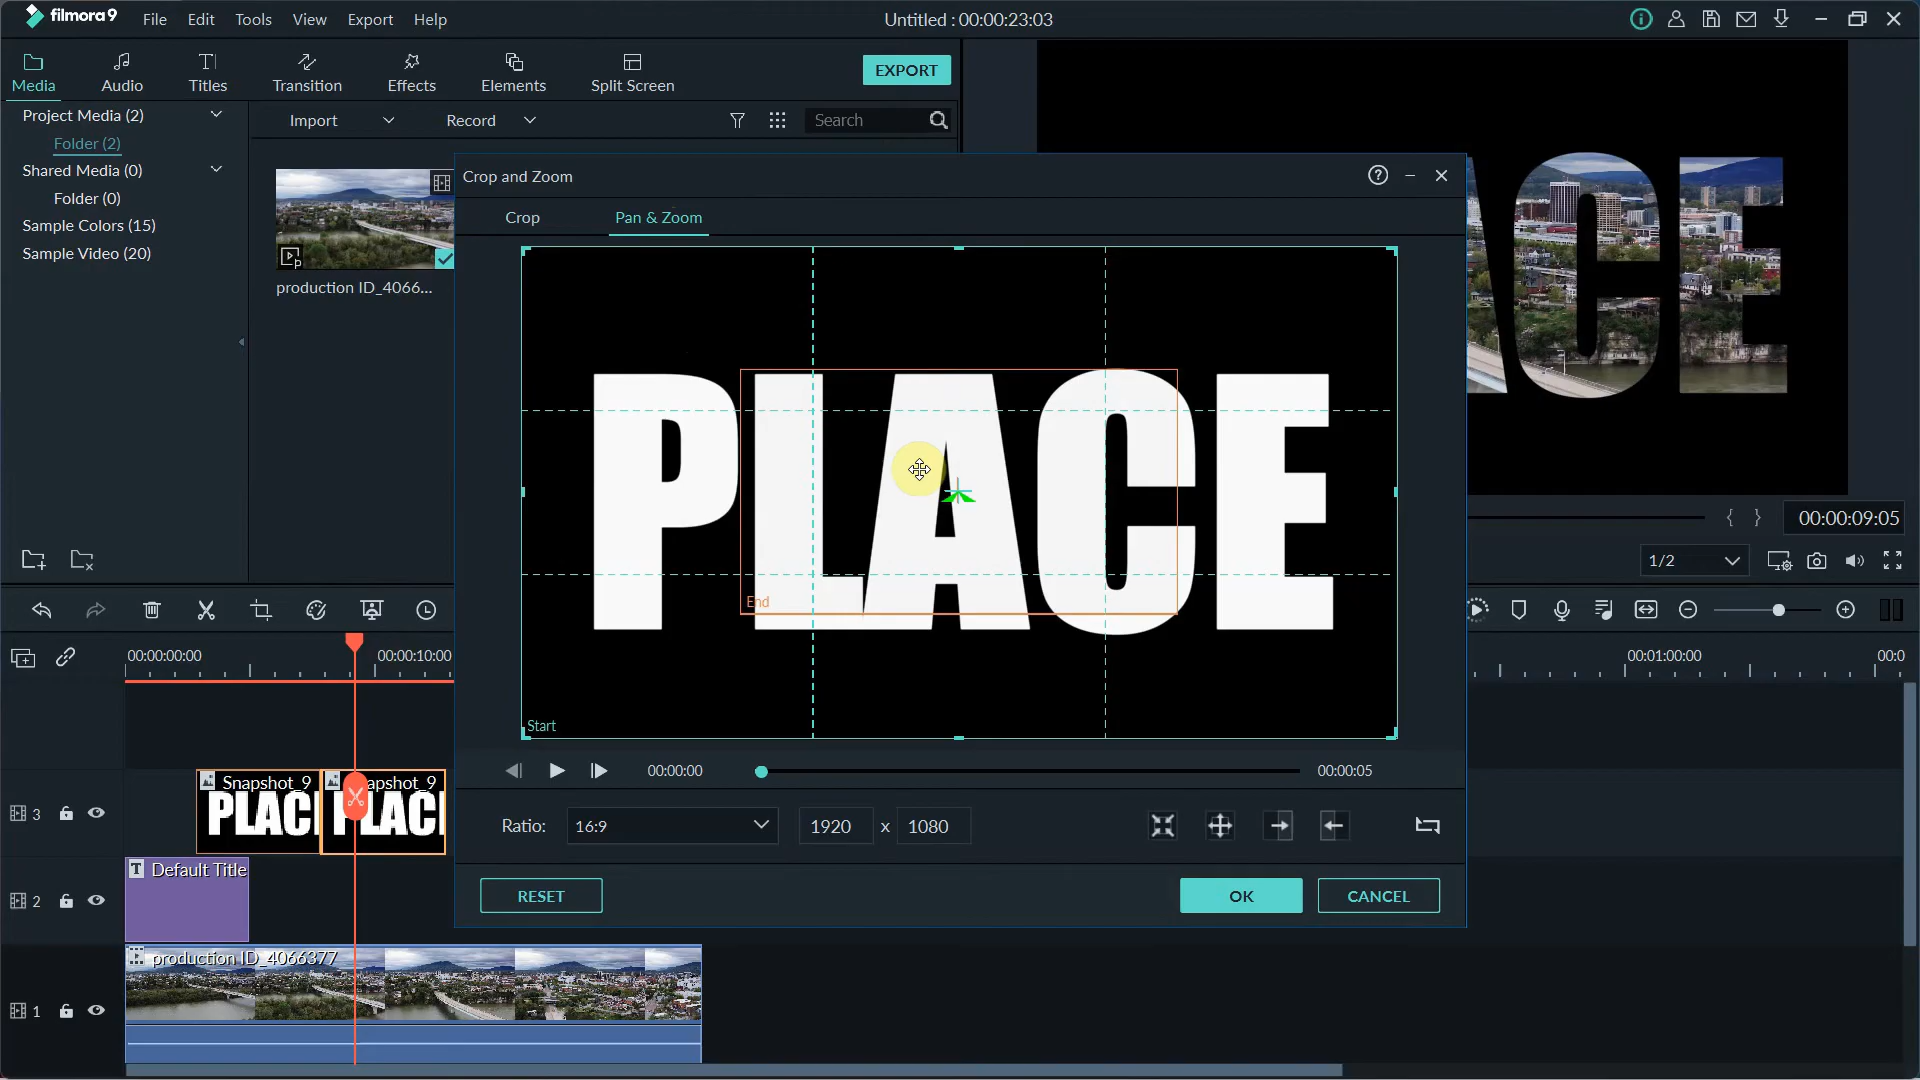 filmora9
File Edit Tools View Export Help
Untitled : 00:00:23:03
Media Audio Titles Transition Effects Elements Split Screen
EXPORT
Project Media (2)
Folder (2)
Shared Media (0)
Folder (0)
Sample Colors (15)
Sample Video (20)
Import Record Search
production ID_4066...
Crop and Zoom
Crop Pan & Zoom
PLACE
End
Start
ACE
00:00:00 00:00:05
Ratio: 16:9 1920 x 1080
RESET OK CANCEL
{ } 00:00:09:05
1/2
00:00:00:00 00:00:10:00 00:01:00:00 00:0
3 Snapshot_9 apshot_9
PLACE PLACE
2 Default Title
1 production ID_4066377